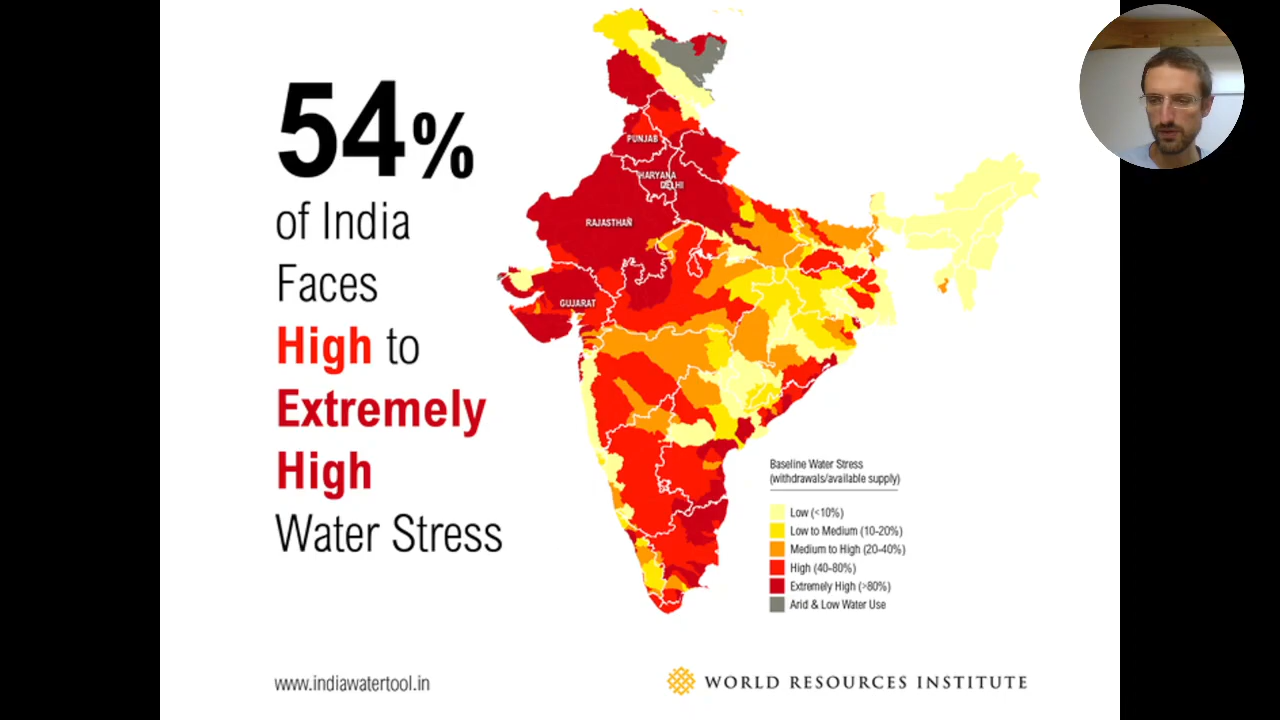 54%
of India
Faces
High to
Extremely
High
Water Stress
PUNJAB
HARYANA
DELHI
RAJASTHAN
GUJARAT
Baseline Water Stress
(withdrawals/available supply)
Low (<10%)
Low to Medium (10-20%)
Medium to High (20-40%)
High (40-80%)
Extremely High (>80%)
Arid & Low Water Use
www.indiawatertool.in
WORLD RESOURCES INSTITUTE